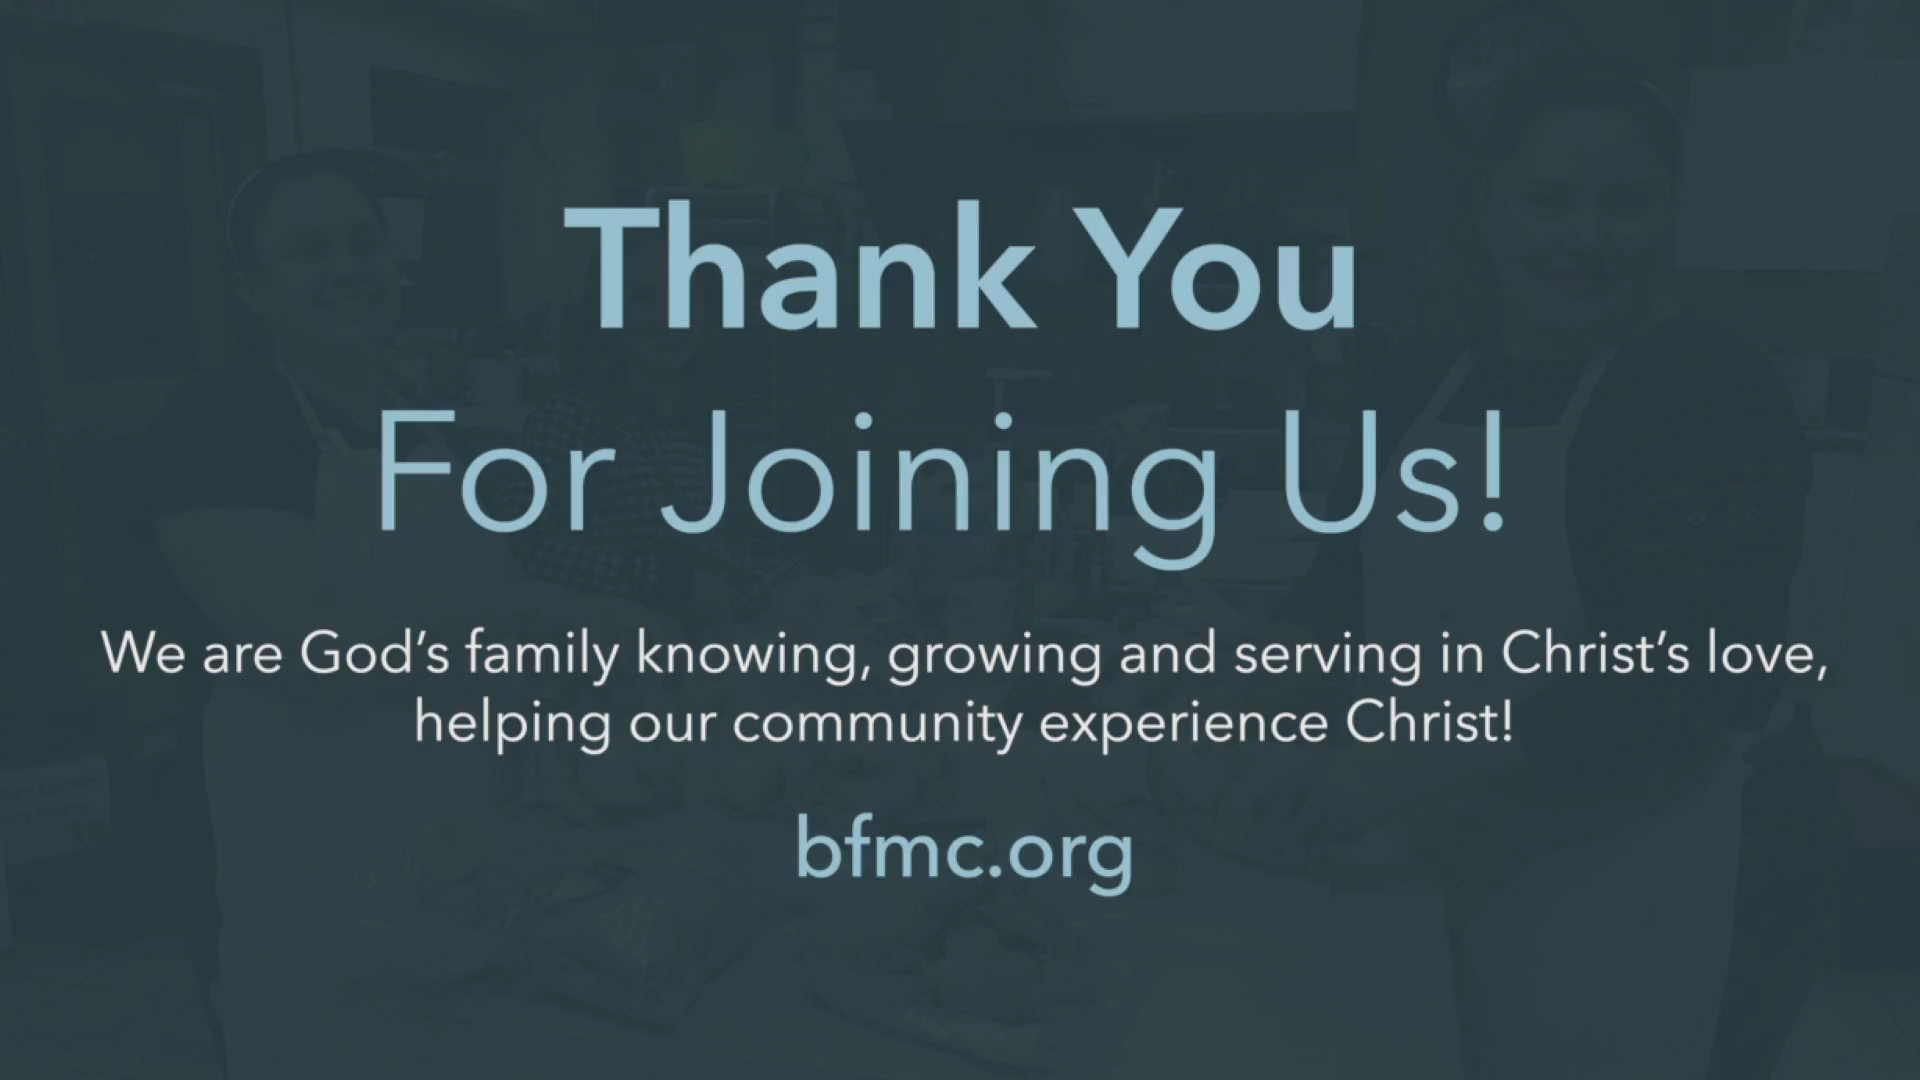 Thank You
For Joining Us!
We are God’s family knowing, growing and serving in Christ’s love,
helping our community experience Christ!
bfmc.org